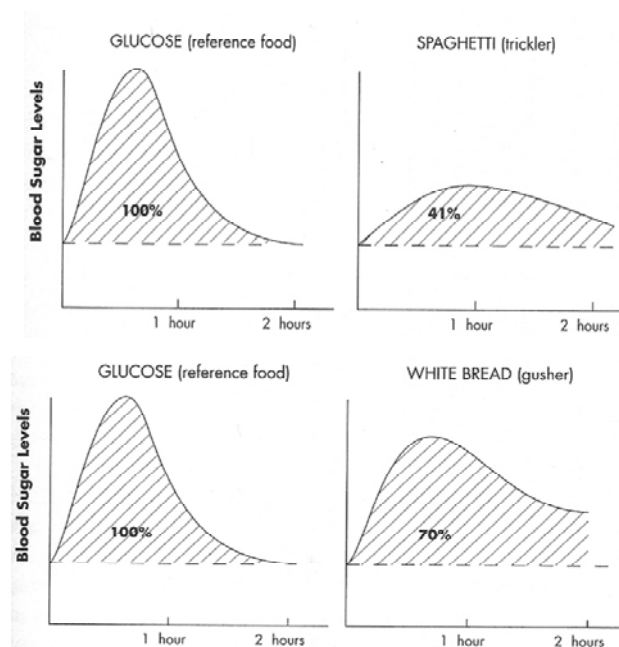 GLUCOSE (reference food)
SPAGHETTI (trickler)
Blood Sugar Levels
100%
41%
1 hour
2 hours
1 hour
2 hours
GLUCOSE (reference food)
WHITE BREAD (gusher)
Blood Sugar Levels
100%
70%
1 hour
2 hours
1 hour
2 hours